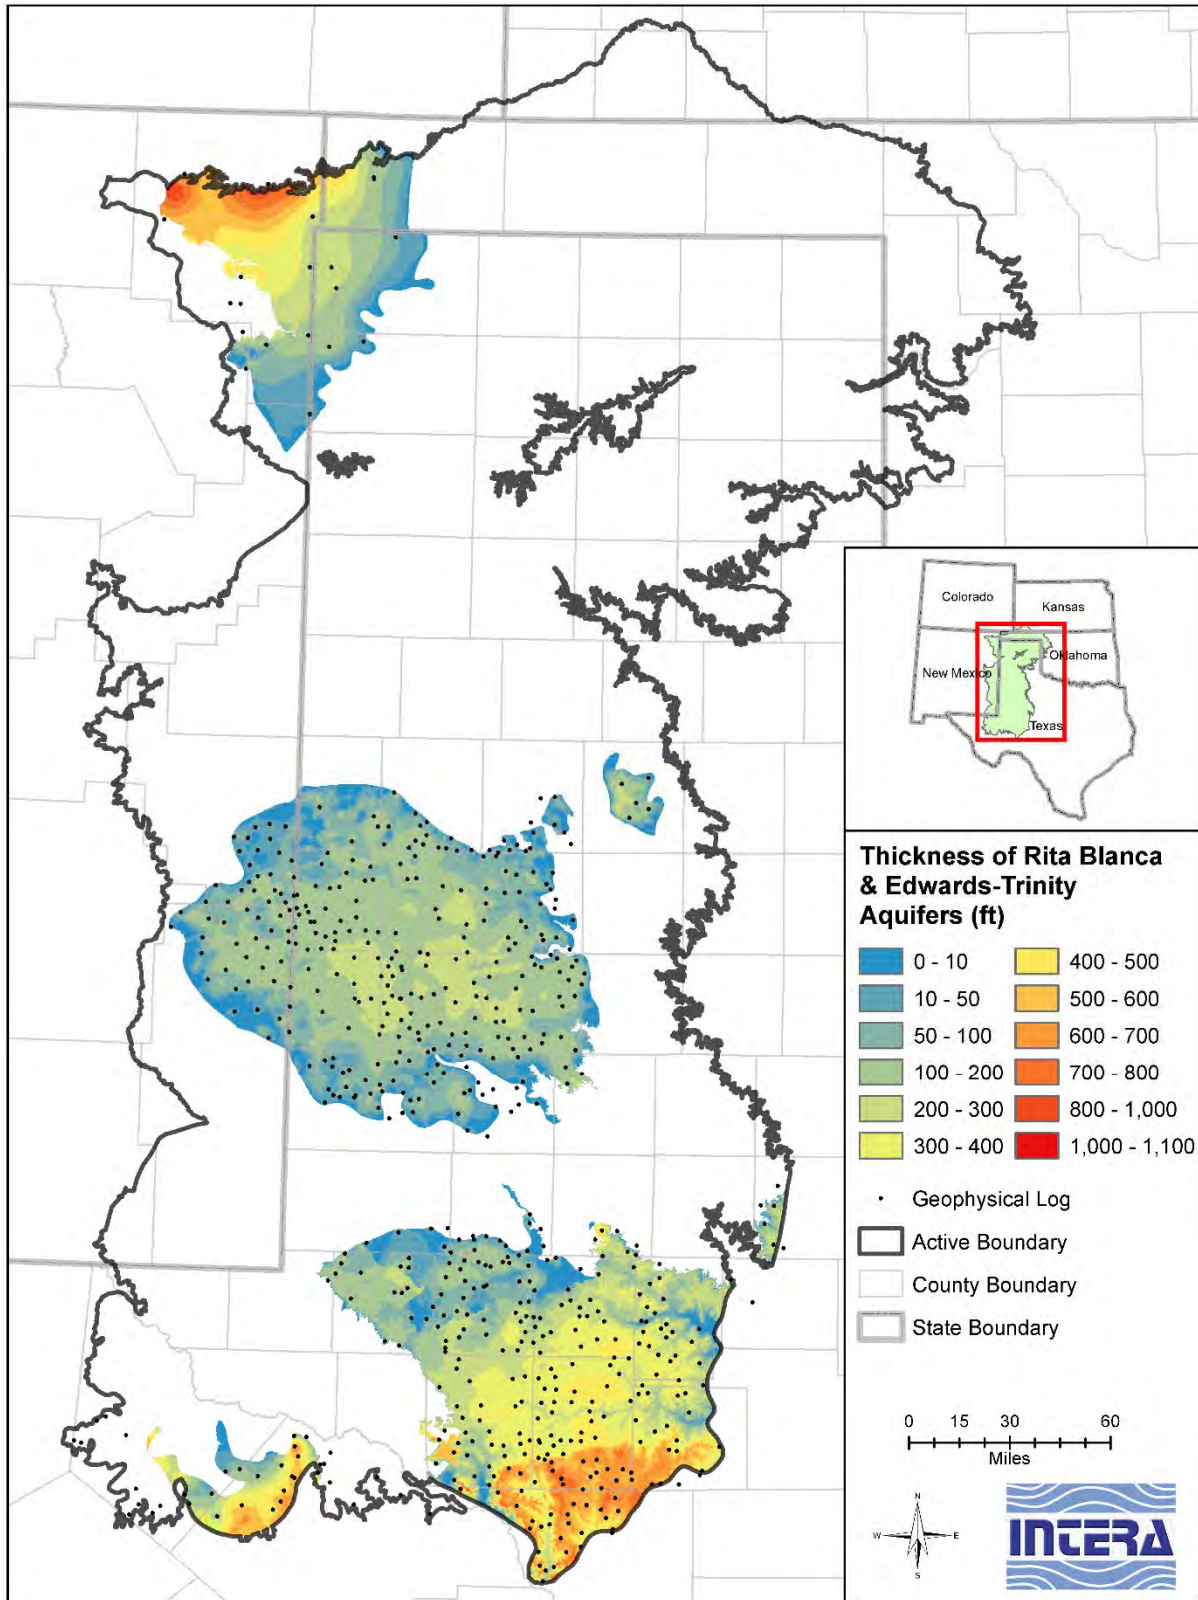 Colorado
Kansas
New Mexico
Oklahoma
Texas
Thickness of Rita Blanca
& Edwards-Trinity
Aquifers (ft)
0 - 10
400 - 500
10 - 50
500 - 600
50 - 100
600 - 700
100 - 200
700 - 800
200 - 300
800 - 1,000
300 - 400
1,000 - 1,100
Geophysical Log
Active Boundary
County Boundary
State Boundary
0 15 30 60
Miles
N
W E
S
INTERA